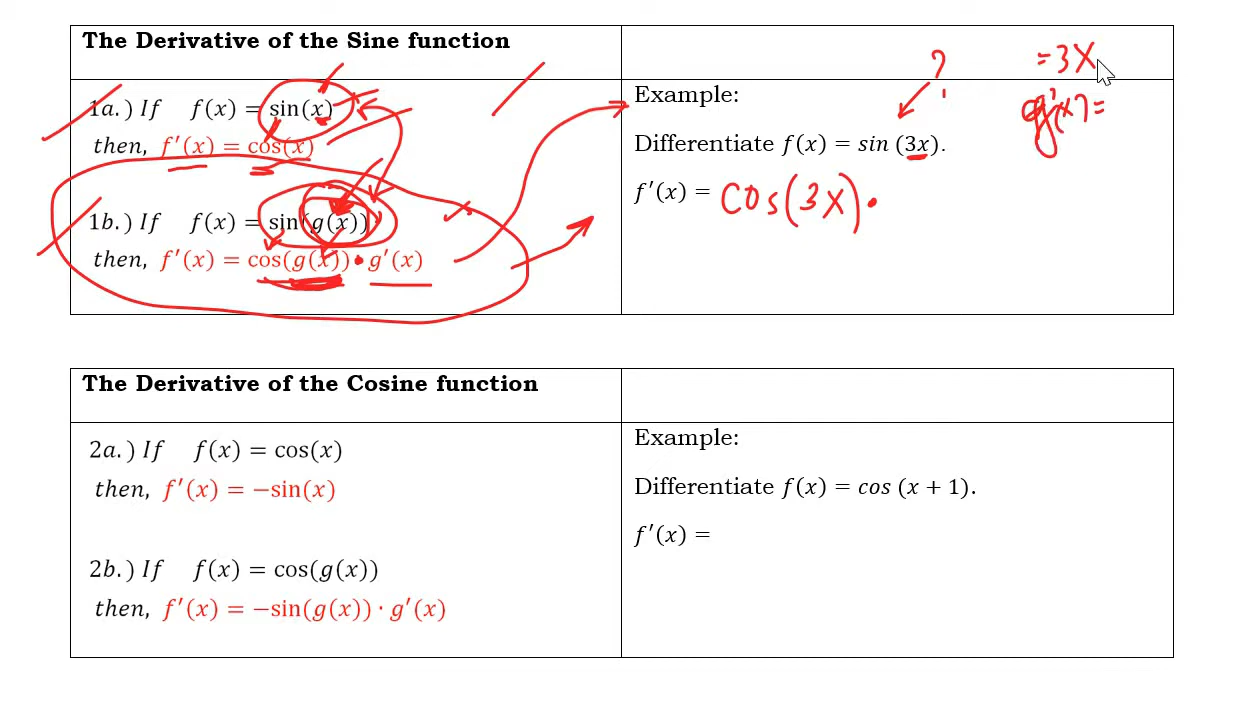 The Derivative of the Sine function
1a.) If f(x) = sin(x)
then, f′(x) = cos(x)
1b.) If f(x) = sin(g(x))
then, f′(x) = cos(g(x)) · g′(x)
?
= 3x
g′(x) =
Example:
Differentiate f(x) = sin (3x).
f′(x) = cos(3x) ·
The Derivative of the Cosine function
2a.) If f(x) = cos(x)
then, f′(x) = −sin(x)
2b.) If f(x) = cos(g(x))
then, f′(x) = −sin(g(x)) · g′(x)
Example:
Differentiate f(x) = cos (x + 1).
f′(x) =